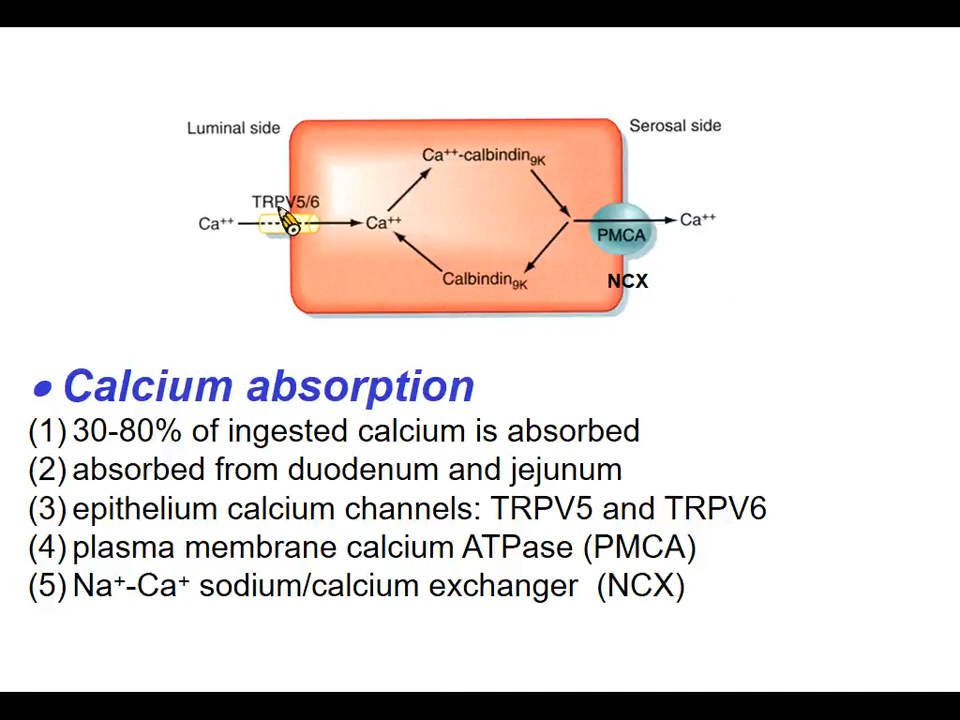 Luminal side
Serosal side
Ca⁺⁺-calbindin₉K
TRPV5/6
Ca⁺⁺
Ca⁺⁺
Ca⁺⁺
PMCA
Calbindin₉K
NCX
• Calcium absorption
(1) 30-80% of ingested calcium is absorbed
(2) absorbed from duodenum and jejunum
(3) epithelium calcium channels: TRPV5 and TRPV6
(4) plasma membrane calcium ATPase (PMCA)
(5) Na⁺-Ca⁺ sodium/calcium exchanger (NCX)